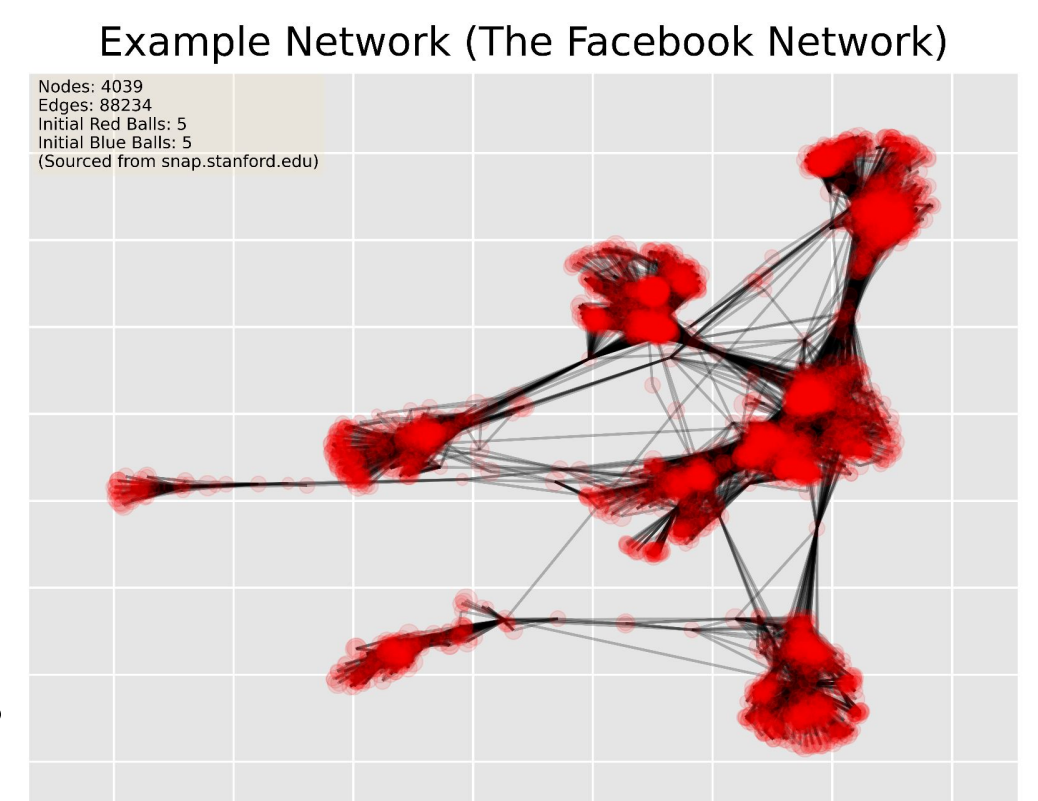 Example Network (The Facebook Network)
Nodes: 4039
Edges: 88234
Initial Red Balls: 5
Initial Blue Balls: 5
(Sourced from snap.stanford.edu)